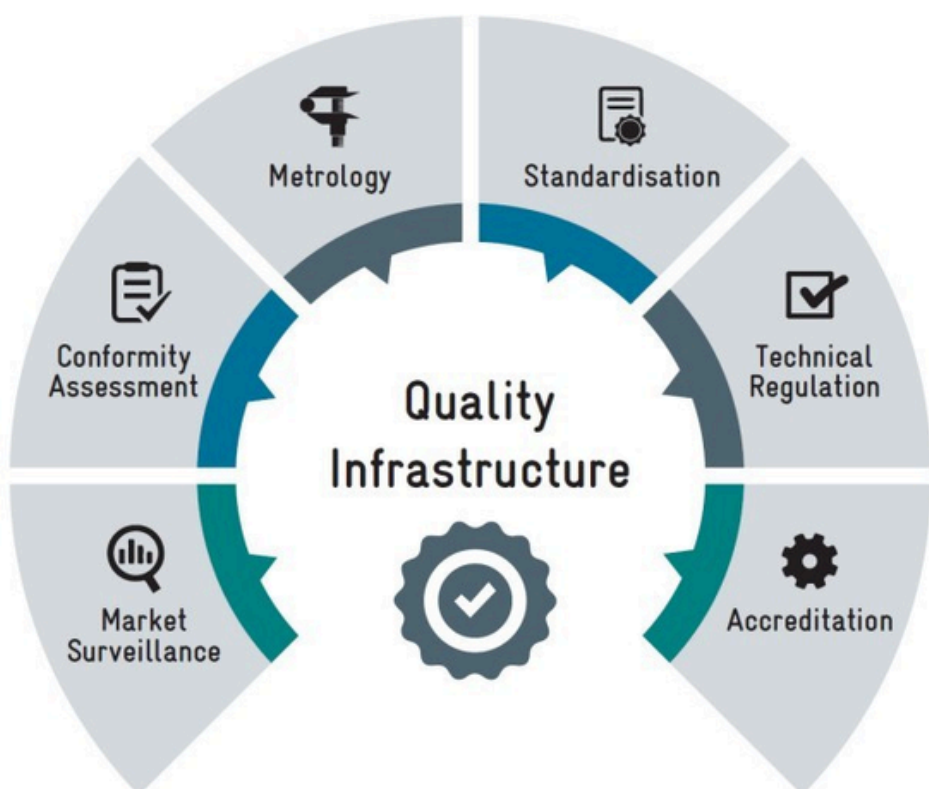 Metrology
Standardisation
Conformity
Assessment
Technical
Regulation
Quality
Infrastructure
Market
Surveillance
Accreditation